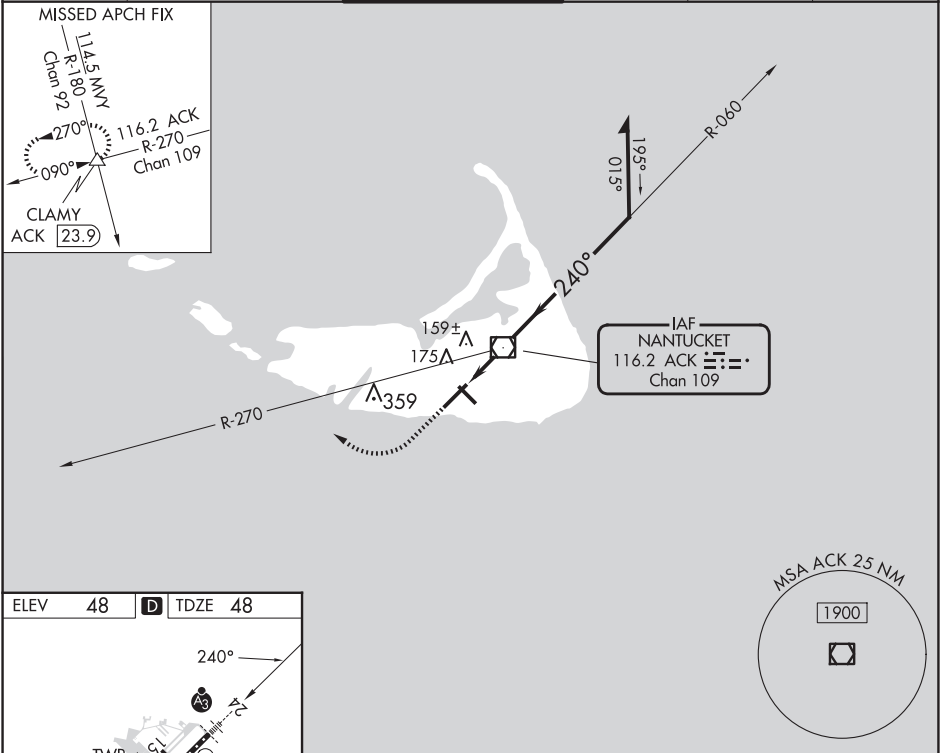 MISSED APCH FIX
114.5 MVY
R-180
Chan 92
116.2 ACK
R-270
Chan 109
270°
090°
CLAMY
ACK 23.9
R-060
195°
015°
240°
159±
175
359
R-270
IAF
NANTUCKET
116.2 ACK
Chan 109
MSA ACK 25 NM
1900
ELEV 48 D TDZE 48
240°
A3
24
15